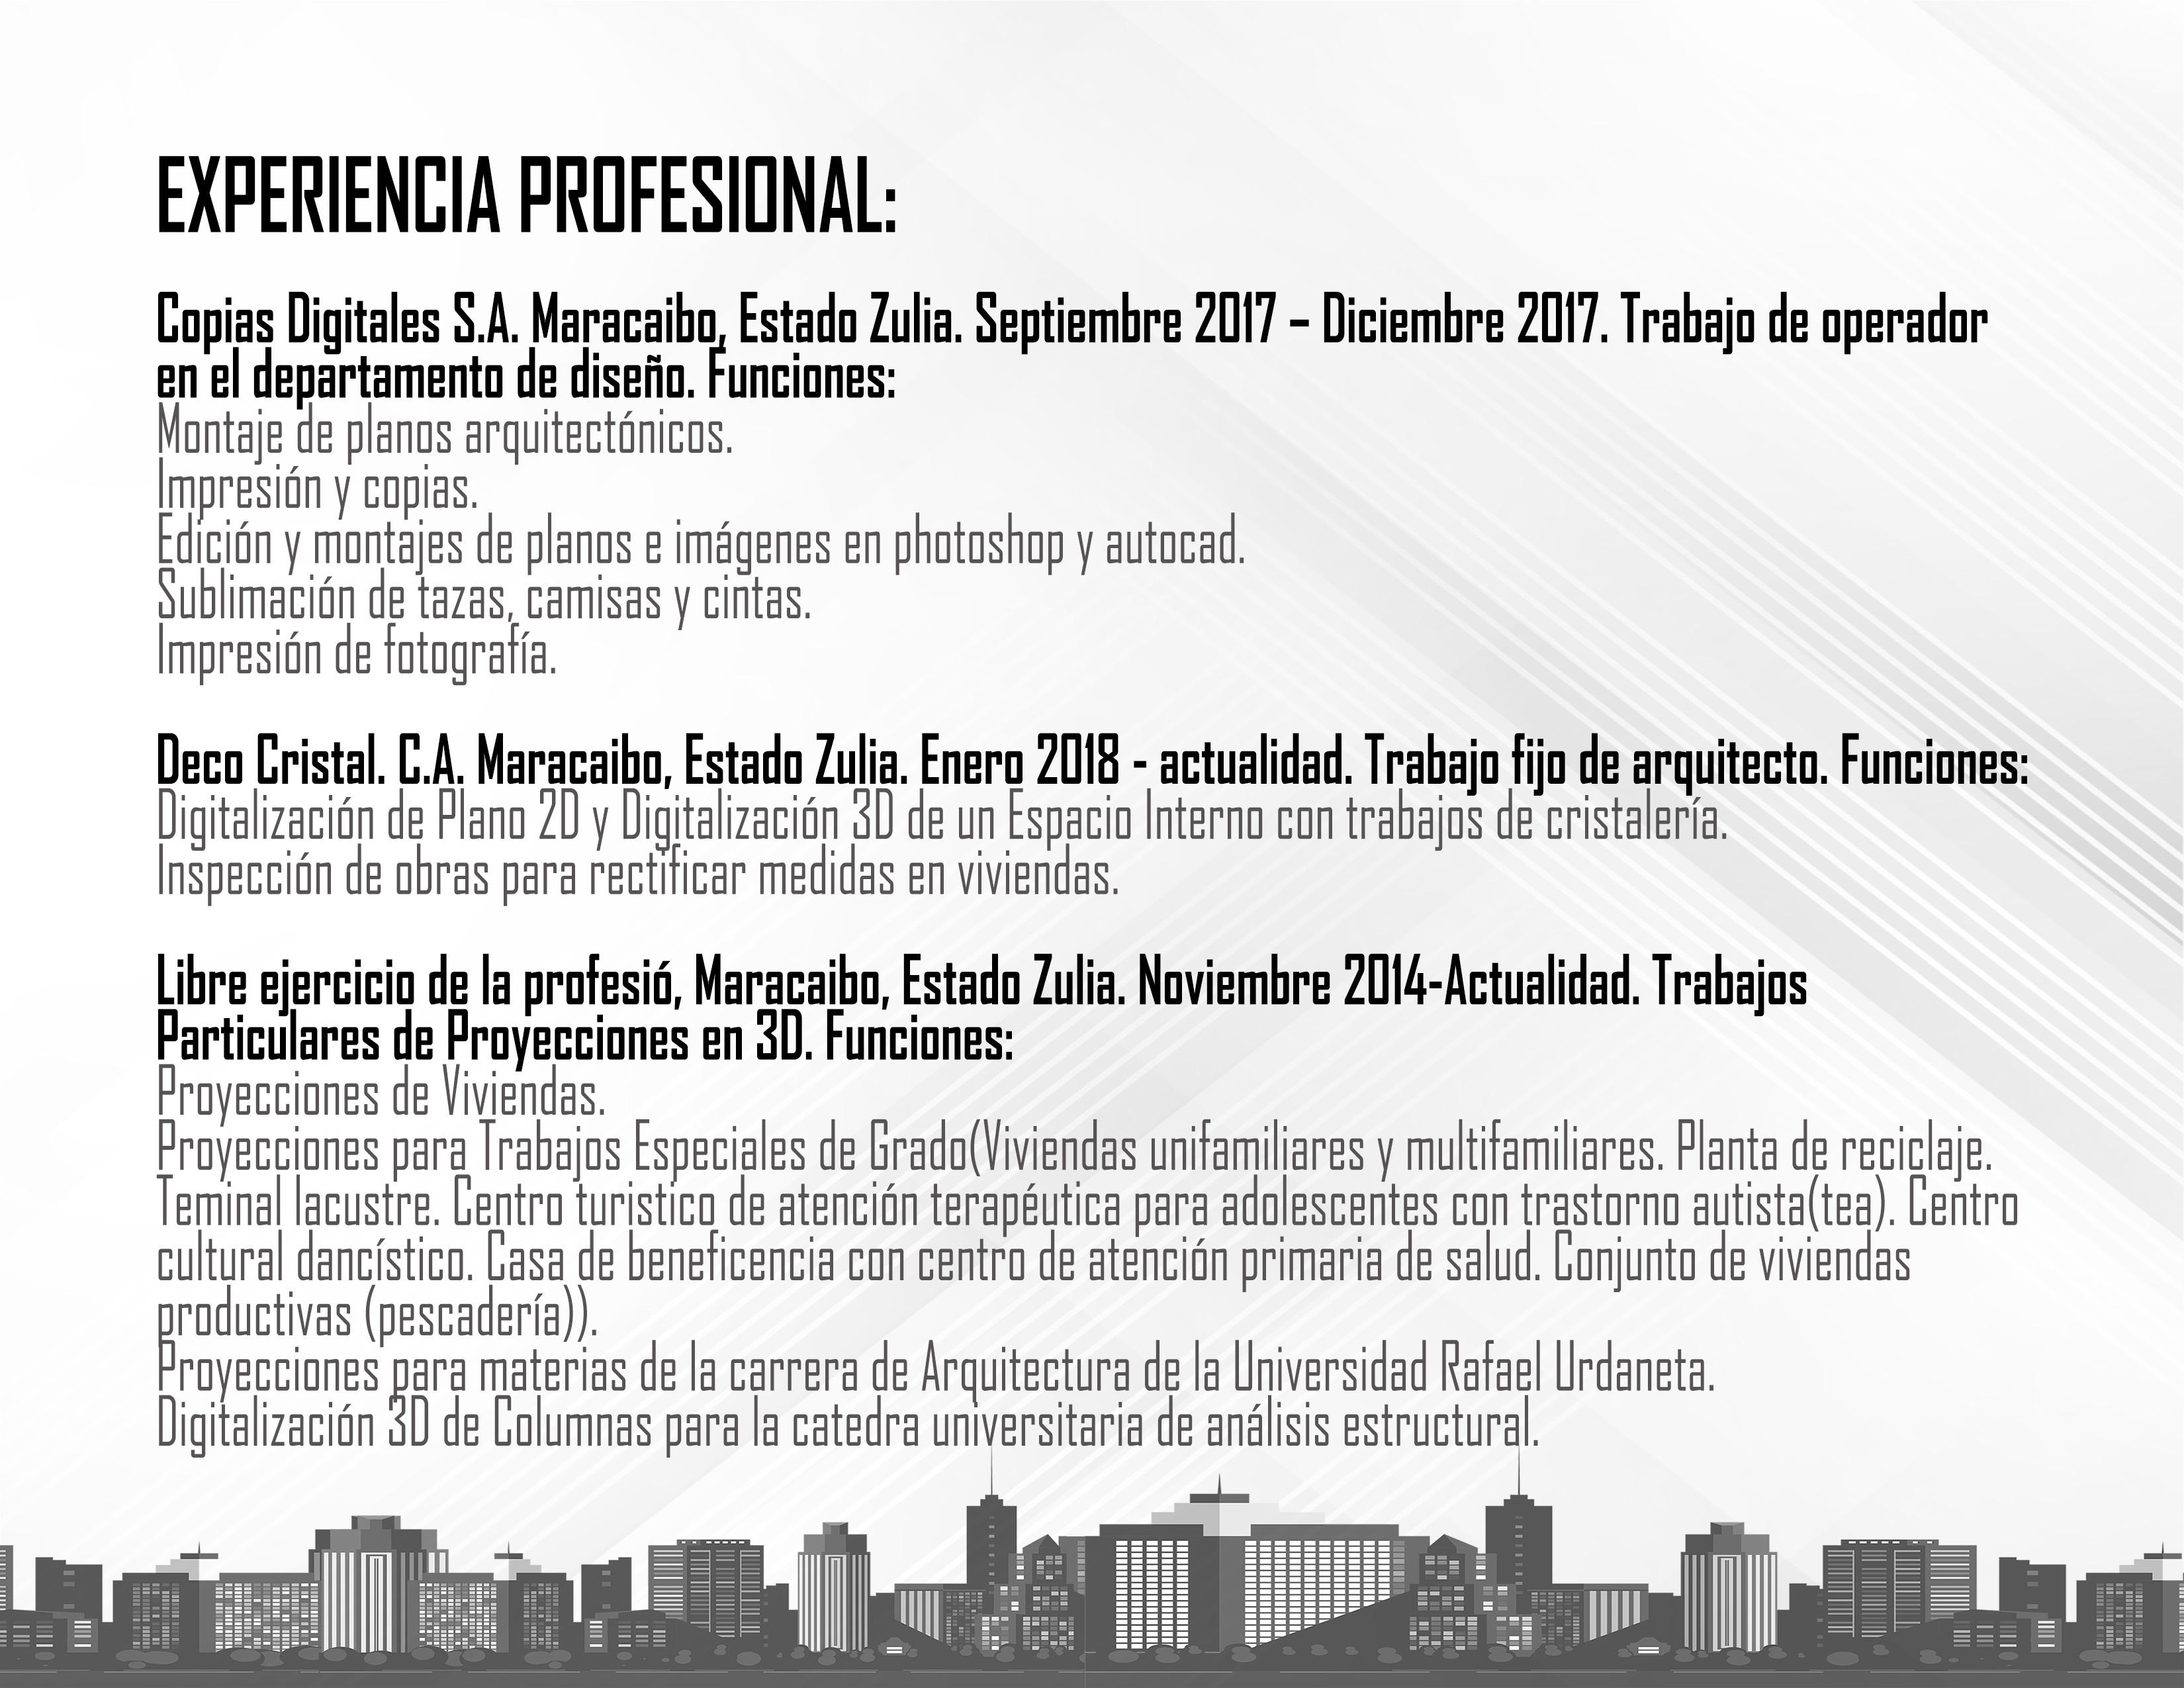 EXPERIENCIA PROFESIONAL:
Copias Digitales S.A. Maracaibo, Estado Zulia. Septiembre 2017 – Diciembre 2017. Trabajo de operador
en el departamento de diseño. Funciones:
Montaje de planos arquitectónicos.
Impresión y copias.
Edición y montajes de planos e imágenes en photoshop y autocad.
Sublimación de tazas, camisas y cintas.
Impresión de fotografía.
Deco Cristal. C.A. Maracaibo, Estado Zulia. Enero 2018 - actualidad. Trabajo fijo de arquitecto. Funciones:
Digitalización de Plano 2D y Digitalización 3D de un Espacio Interno con trabajos de cristalería.
Inspección de obras para rectificar medidas en viviendas.
Libre ejercicio de la profesió, Maracaibo, Estado Zulia. Noviembre 2014-Actualidad. Trabajos
Particulares de Proyecciones en 3D. Funciones:
Proyecciones de Viviendas.
Proyecciones para Trabajos Especiales de Grado(Viviendas unifamiliares y multifamiliares. Planta de reciclaje.
Teminal lacustre. Centro turistico de atención terapéutica para adolescentes con trastorno autista(tea). Centro
cultural dancístico. Casa de beneficencia con centro de atención primaria de salud. Conjunto de viviendas
productivas (pescadería)).
Proyecciones para materias de la carrera de Arquitectura de la Universidad Rafael Urdaneta.
Digitalización 3D de Columnas para la catedra universitaria de análisis estructural.